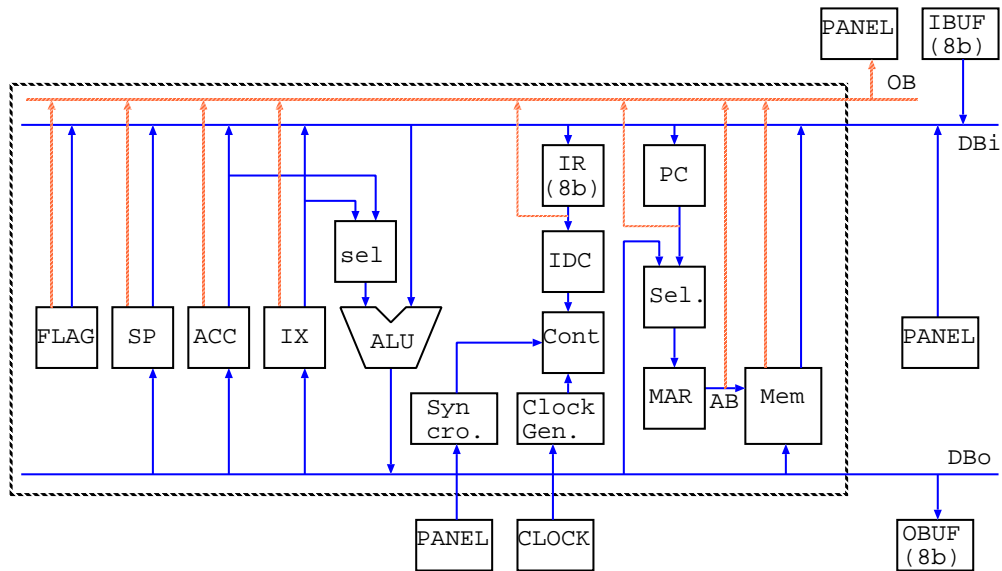 PANEL
IBUF
(8b)
OB
DBi
IR
(8b)
PC
sel
IDC
Sel.
FLAG
SP
ACC
IX
ALU
Cont
PANEL
MAR
AB
Mem
Syn
cro.
Clock
Gen.
DBo
PANEL
CLOCK
OBUF
(8b)